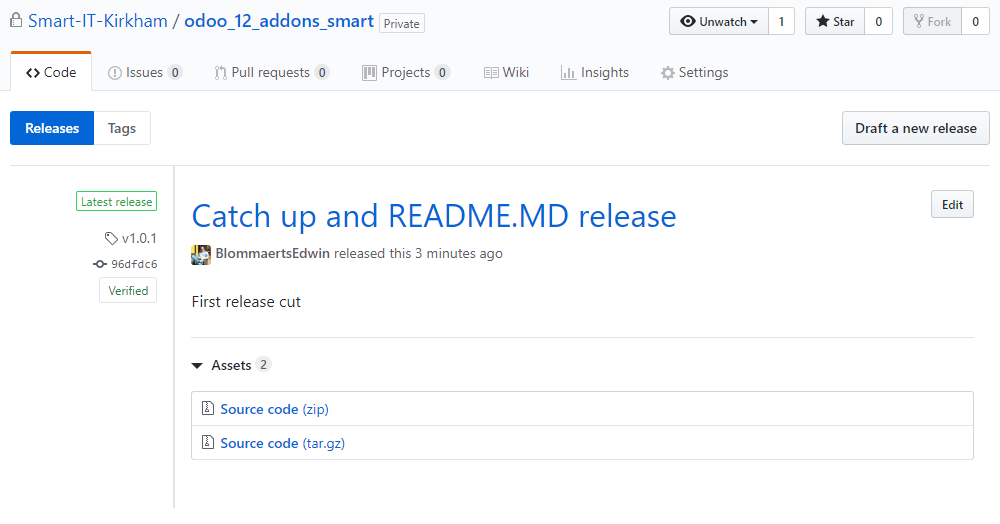 Smart-IT-Kirkham / odoo_12_addons_smart Private Unwatch 1 Star 0 Fork 0
Code Issues 0 Pull requests 0 Projects 0 Wiki Insights Settings
Releases Tags Draft a new release
Latest release
v1.0.1
96dfdc6
Verified
Catch up and README.MD release Edit
BlommaertsEdwin released this 3 minutes ago
First release cut
Assets 2
Source code (zip)
Source code (tar.gz)